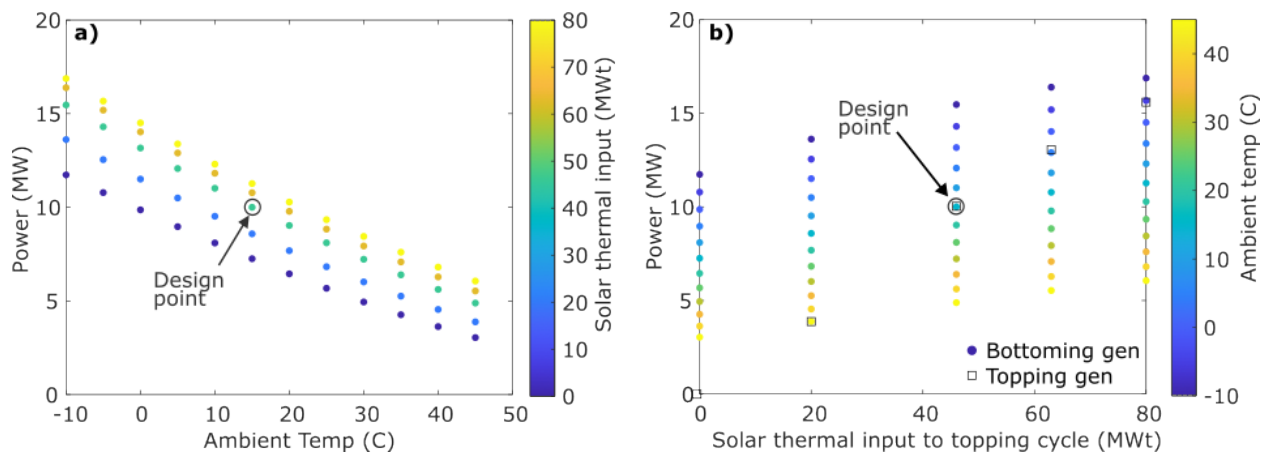 a)
20
15
10
5
0
Power (MW)
-10
0
10
20
30
40
50
Ambient Temp (C)
Design
point
80
70
60
50
40
30
20
10
0
Solar thermal input (MWt)
b)
20
15
10
5
0
Power (MW)
0
20
40
60
80
Solar thermal input to topping cycle (MWt)
Design
point
Bottoming gen
Topping gen
40
30
20
10
0
-10
Ambient temp (C)